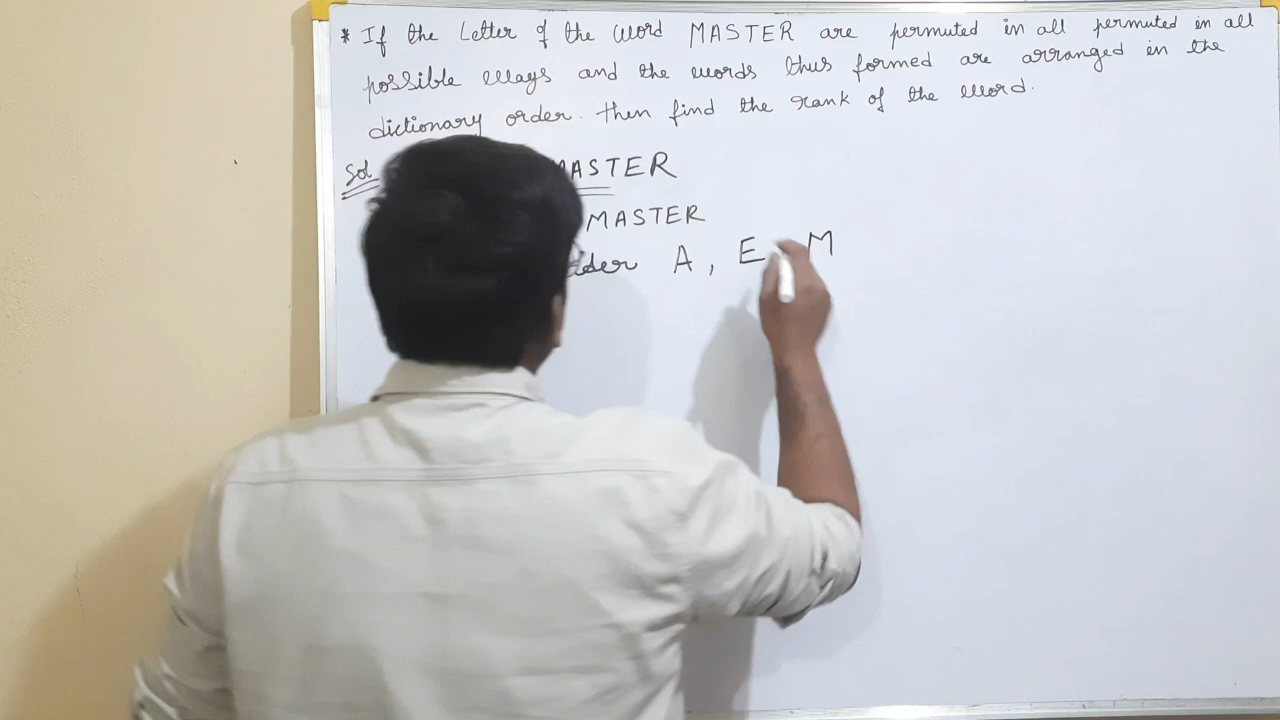 * If the Letter of the word MASTER are permuted in all permuted in all
possible ways and the words thus formed are arranged in the
dictionary order. then find the rank of the word.
Sol MASTER
MASTER
A, E M